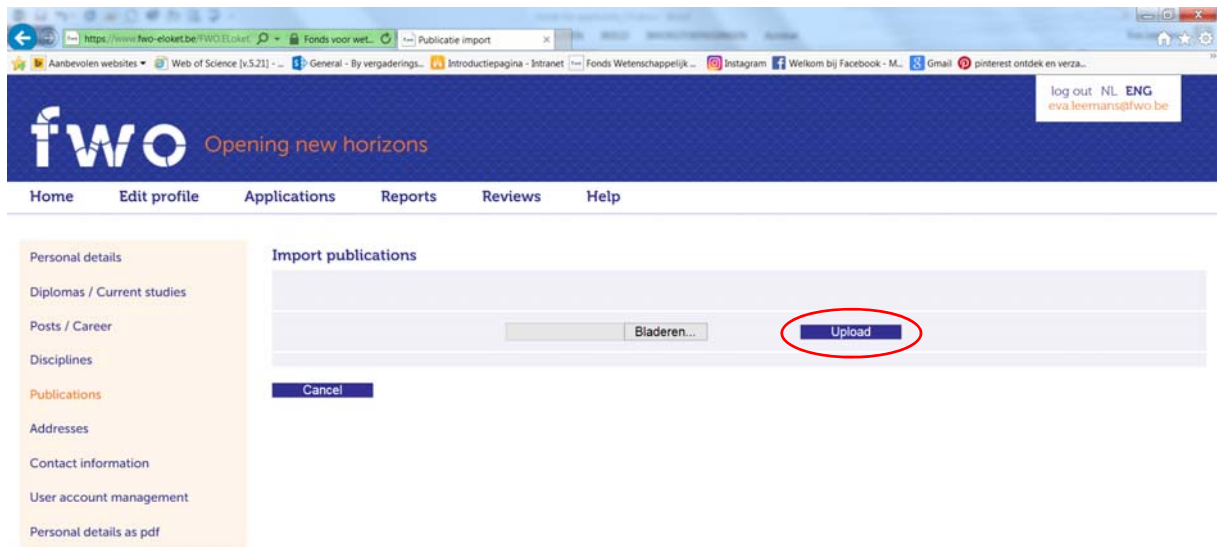 https://www.fwo-eloket.be/FWO.ELoket. Fonds voor wet... Publicatie import
Aanbevolen websites Web of Science [v.5.21] - ... General - By vergaderings... Introductiepagina - Intranet Fonds Wetenschappelijk ... Instagram Welkom bij Facebook - M... Gmail pinterest ontdek en verza...
log out NL ENG
eva.leemans@fwo.be
fwo Opening new horizons
Home Edit profile Applications Reports Reviews Help
Personal details
Import publications
Diplomas / Current studies
Posts / Career
Bladeren... Upload
Disciplines
Publications
Cancel
Addresses
Contact information
User account management
Personal details as pdf